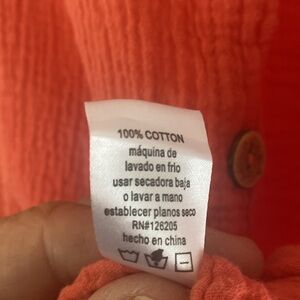 100% COTTON
máquina de
lavado en frio
usar secadora baja
o lavar a mano
establecer planos seco
RN#126205
hecho en china